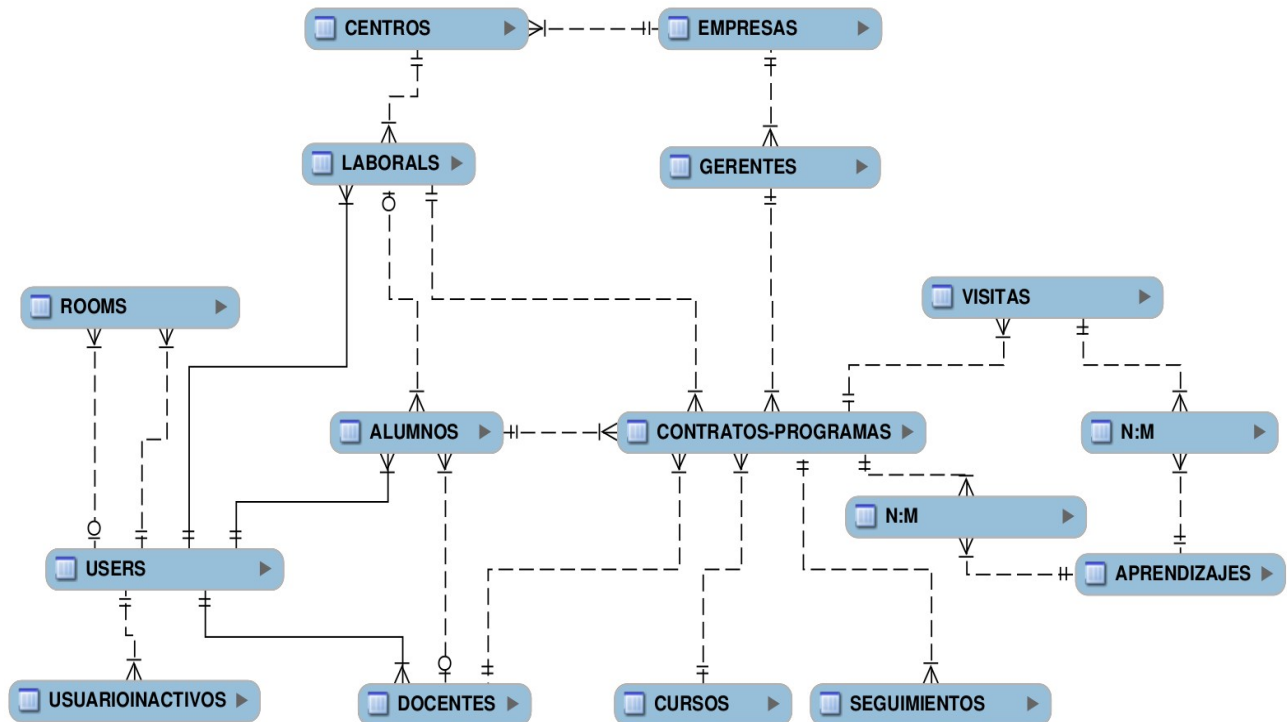 CENTROS
EMPRESAS
LABORALS
GERENTES
ROOMS
VISITAS
ALUMNOS
CONTRATOS-PROGRAMAS
N:M
N:M
USERS
APRENDIZAJES
USUARIOINACTIVOS
DOCENTES
CURSOS
SEGUIMIENTOS